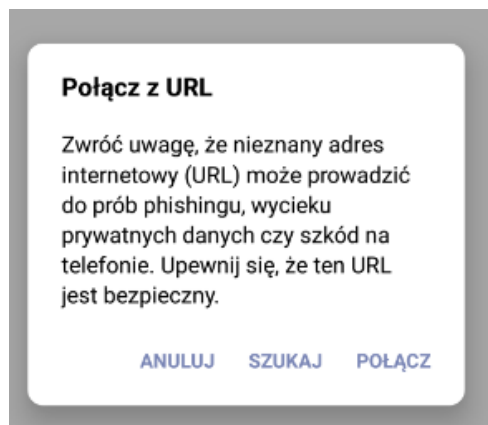 Połącz z URL
Zwróć uwagę, że nieznany adres
internetowy (URL) może prowadzić
do prób phishingu, wycieku
prywatnych danych czy szkód na
telefonie. Upewnij się, że ten URL
jest bezpieczny.
ANULUJ SZUKAJ POŁĄCZ